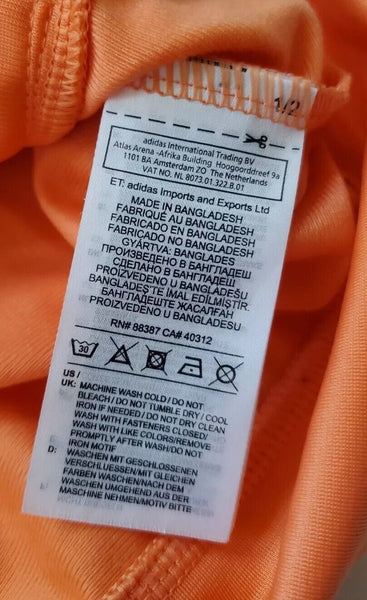 1/2
adidas International Trading BV
Atlas Arena -Afrika Building Hoogoorddreef 9a
1101 BA Amsterdam ZO The Netherlands
VAT NO. NL 8073.01.322.B.01
ET: adidas Imports and Exports Ltd
MADE IN BANGLADESH
FABRIQUÉ AU BANGLADESH
FABRICADO EN BANGLADESH
FABRICADO NO BANGLADESH
GYÁRTVA: BANGLADES
ПРОИЗВЕДЕНО В БАНГЛАДЕШ
СДЕЛАНО В БАНГЛАДЕШ
PROIZVEDENO U BANGLADEŠU
BANGLADEŞ'TE İMAL EDİLMİŞTİR.
БАНГЛАДЕШТЕ ЖАСАЛҒАН
PROIZVEDENO U BANGLADEŠU
RN# 88387 CA# 40312
30
US /
UK: MACHINE WASH COLD / DO NOT
BLEACH / DO NOT TUMBLE DRY / COOL
IRON IF NEEDED / DO NOT DRY CLEAN
WASH WITH FASTENERS CLOSED/
WASH WITH LIKE COLORS/REMOVE
PROMPTLY AFTER WASH/DO NOT
IRON MOTIF
D: WASCHEN MIT GESCHLOSSENEN
VERSCHLUESSEN/MIT GLEICHEN
FARBEN WASCHEN/NACH DEM
WASCHEN UMGEHEND AUS DER
MASCHINE NEHMEN/MOTIV BITTE